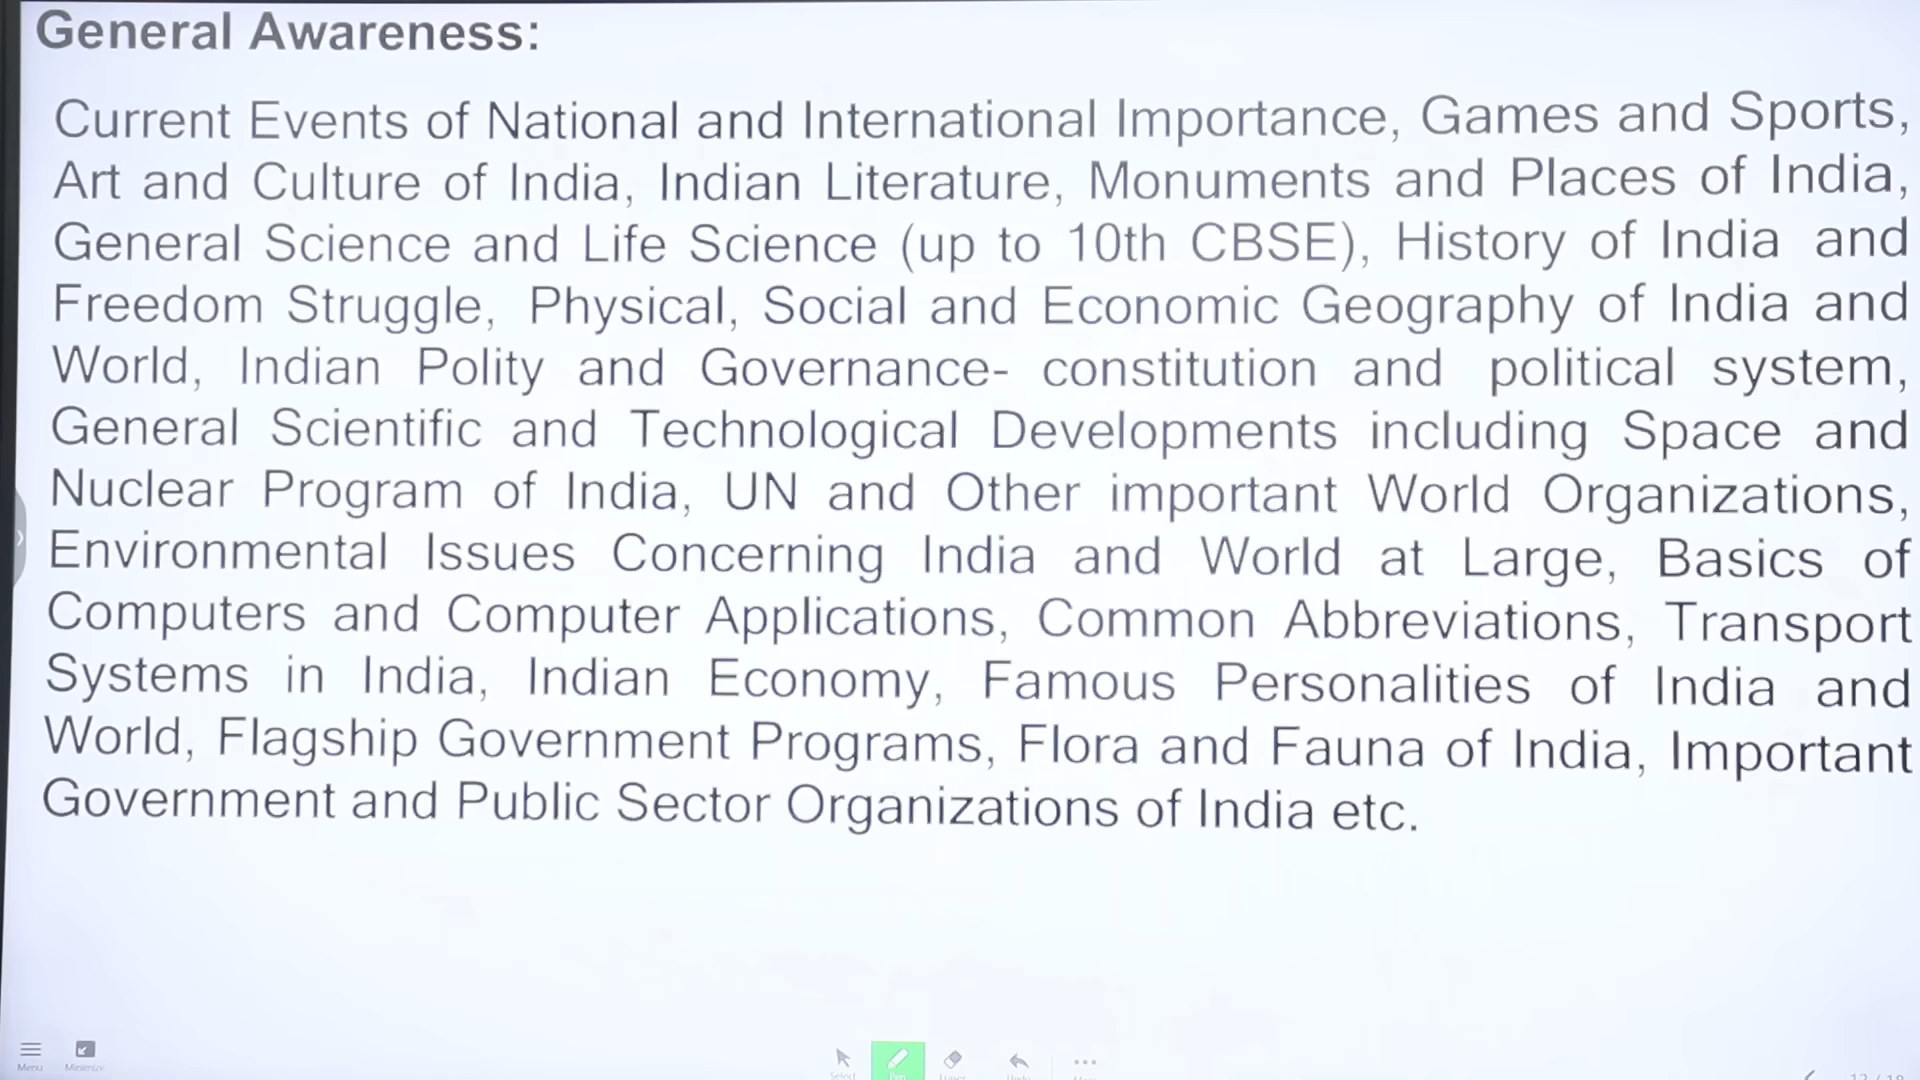 General Awareness:
Current Events of National and International Importance, Games and Sports,
Art and Culture of India, Indian Literature, Monuments and Places of India,
General Science and Life Science (up to 10th CBSE), History of India and
Freedom Struggle, Physical, Social and Economic Geography of India and
World, Indian Polity and Governance- constitution and political system,
General Scientific and Technological Developments including Space and
Nuclear Program of India, UN and Other important World Organizations,
Environmental Issues Concerning India and World at Large, Basics of
Computers and Computer Applications, Common Abbreviations, Transport
Systems in India, Indian Economy, Famous Personalities of India and
World, Flagship Government Programs, Flora and Fauna of India, Important
Government and Public Sector Organizations of India etc.
Menu Minimize Select Pen